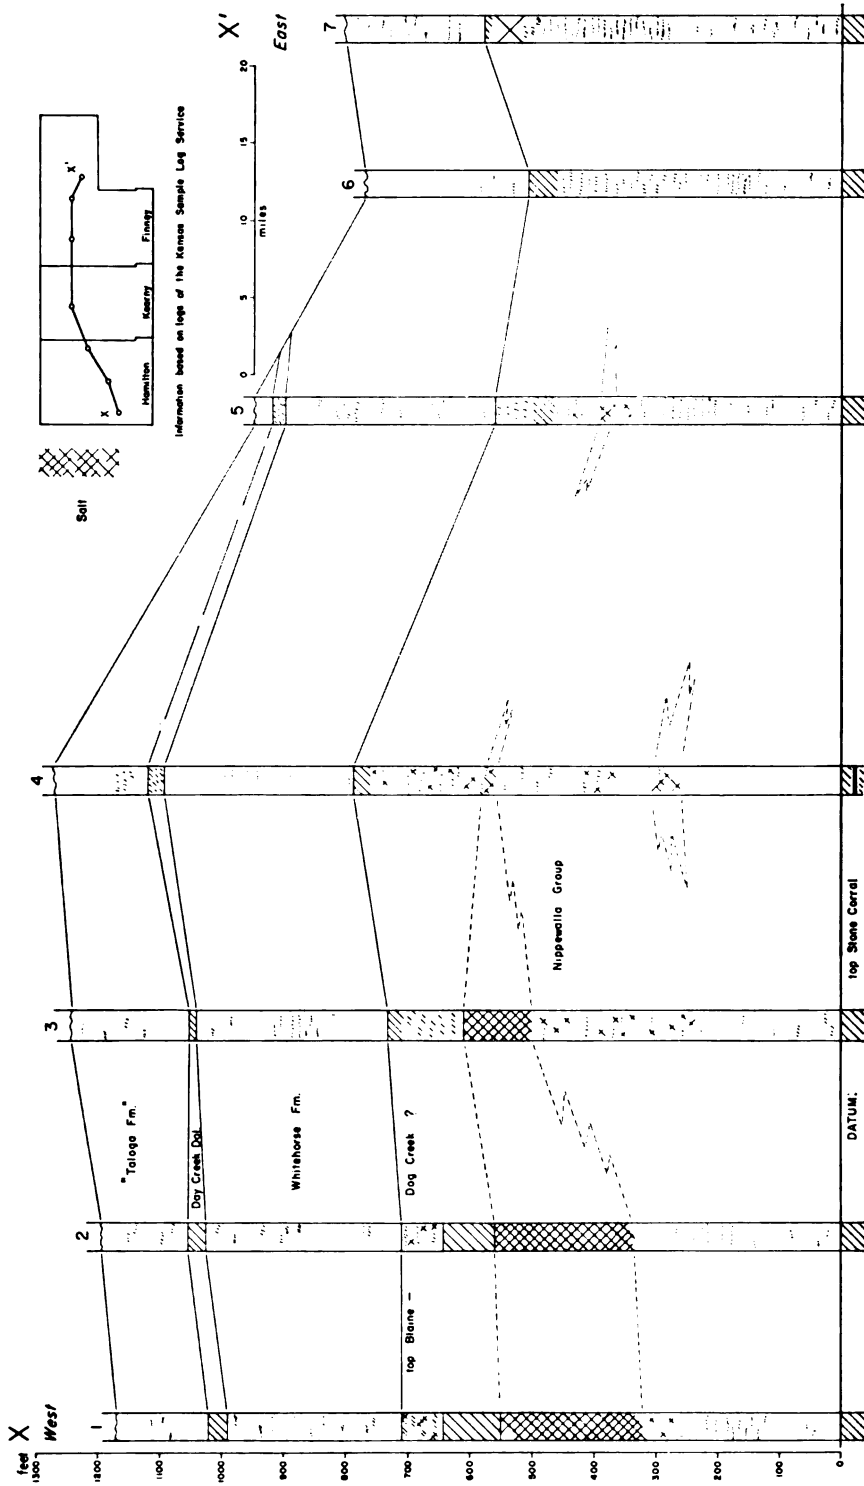 X
West
X'
East
feet
1300
1200
1100
1000
900
800
700
600
500
400
300
200
100
0
1
2
3
4
5
6
7
"Taloga Fm."
Day Creek Dol.
Whitehorse Fm.
top Blaine – Dog Creek ?
Nippewalla Group
DATUM: top Stone Corral
Salt
X
X'
Hamilton
Kearny
Finney
Information based on logs of the Kansas Sample Log Service
0 5 10 15 20
miles